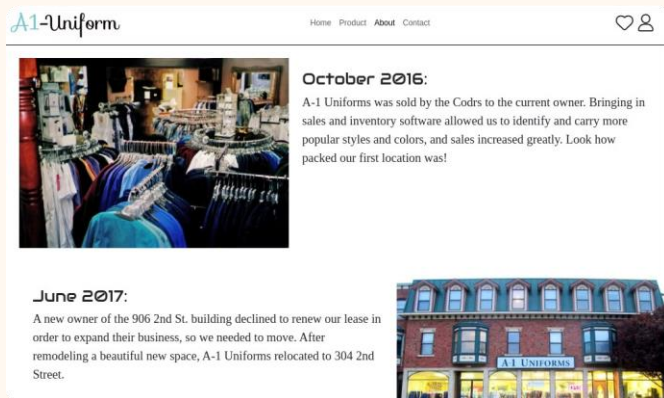 A1-Uniform
Home Product About Contact
October 2016:
A-1 Uniforms was sold by the Codrs to the current owner. Bringing in
sales and inventory software allowed us to identify and carry more
popular styles and colors, and sales increased greatly. Look how
packed our first location was!
June 2017:
A new owner of the 906 2nd St. building declined to renew our lease in
order to expand their business, so we needed to move. After
remodeling a beautiful new space, A-1 Uniforms relocated to 304 2nd
Street.
A-1 UNIFORMS